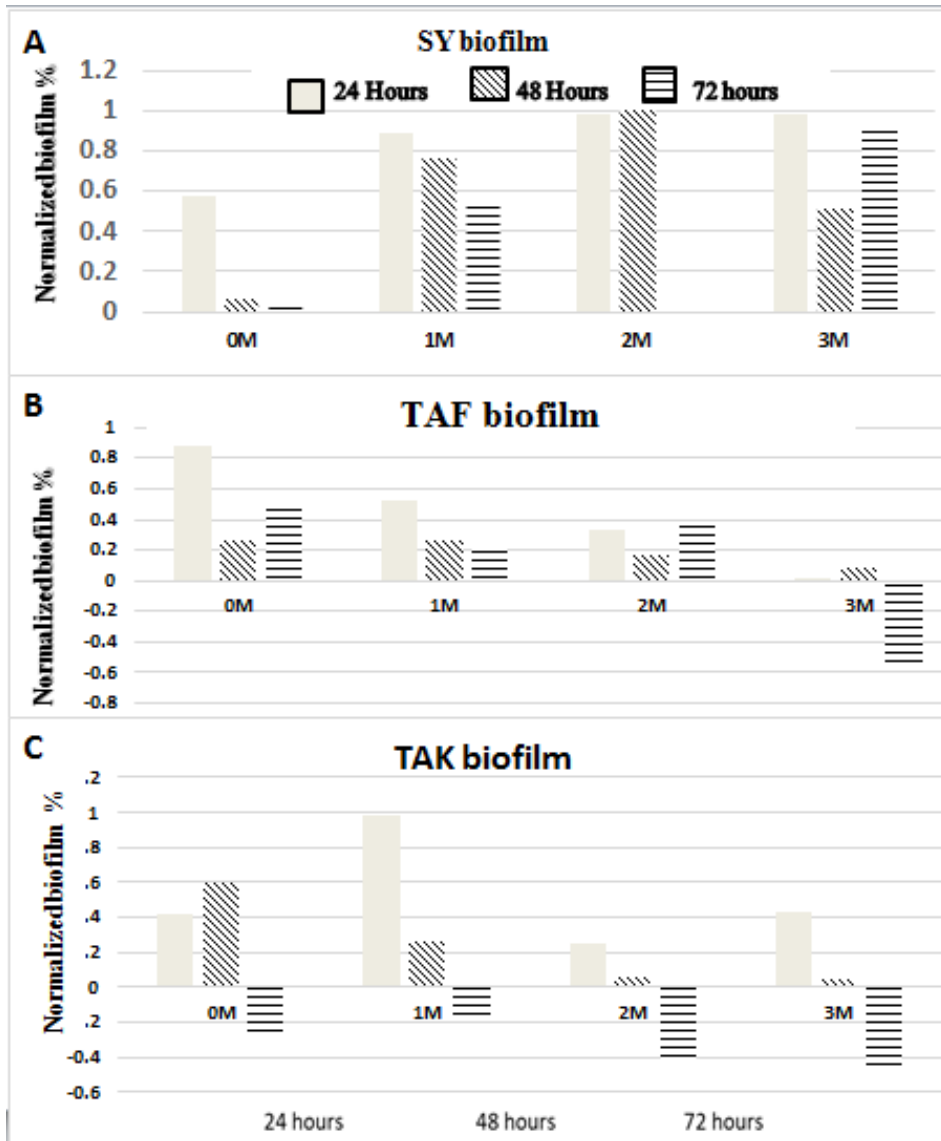 A
SY biofilm
Normalizedbiofilm %
1.2
1
0.8
0.6
0.4
0.2
0
24 Hours 48 Hours 72 hours
0M 1M 2M 3M
B
TAF biofilm
Normalizedbiofilm %
1
0.8
0.6
0.4
0.2
0
-0.2
-0.4
-0.6
-0.8
0M 1M 2M 3M
C
TAK biofilm
Normalizedbiofilm %
.2
1
.8
.6
.4
.2
0
.2
-0.4
-0.6
0M 1M 2M 3M
24 hours 48 hours 72 hours